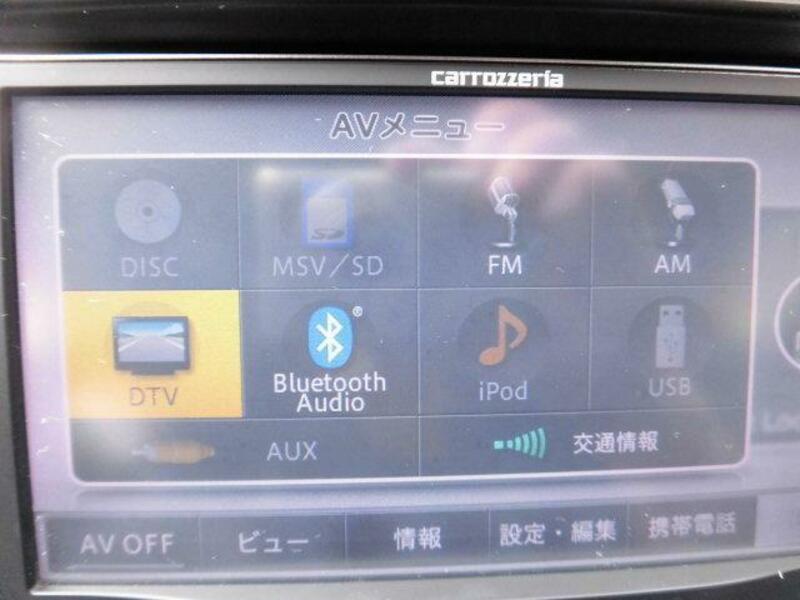 carrozzeria
AVメニュー
DISC
MSV/SD
FM
AM
DTV
Bluetooth®
Audio
iPod
USB
AUX
交通情報
AV OFF
ビュー
情報
設定・編集
携帯電話